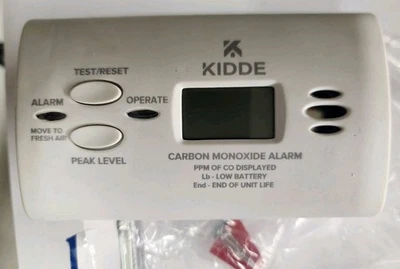 KIDDE
TEST/RESET
ALARM
OPERATE
MOVE TO
FRESH AIR
PEAK LEVEL
CARBON MONOXIDE ALARM
PPM OF CO DISPLAYED
Lb - LOW BATTERY
End - END OF UNIT LIFE